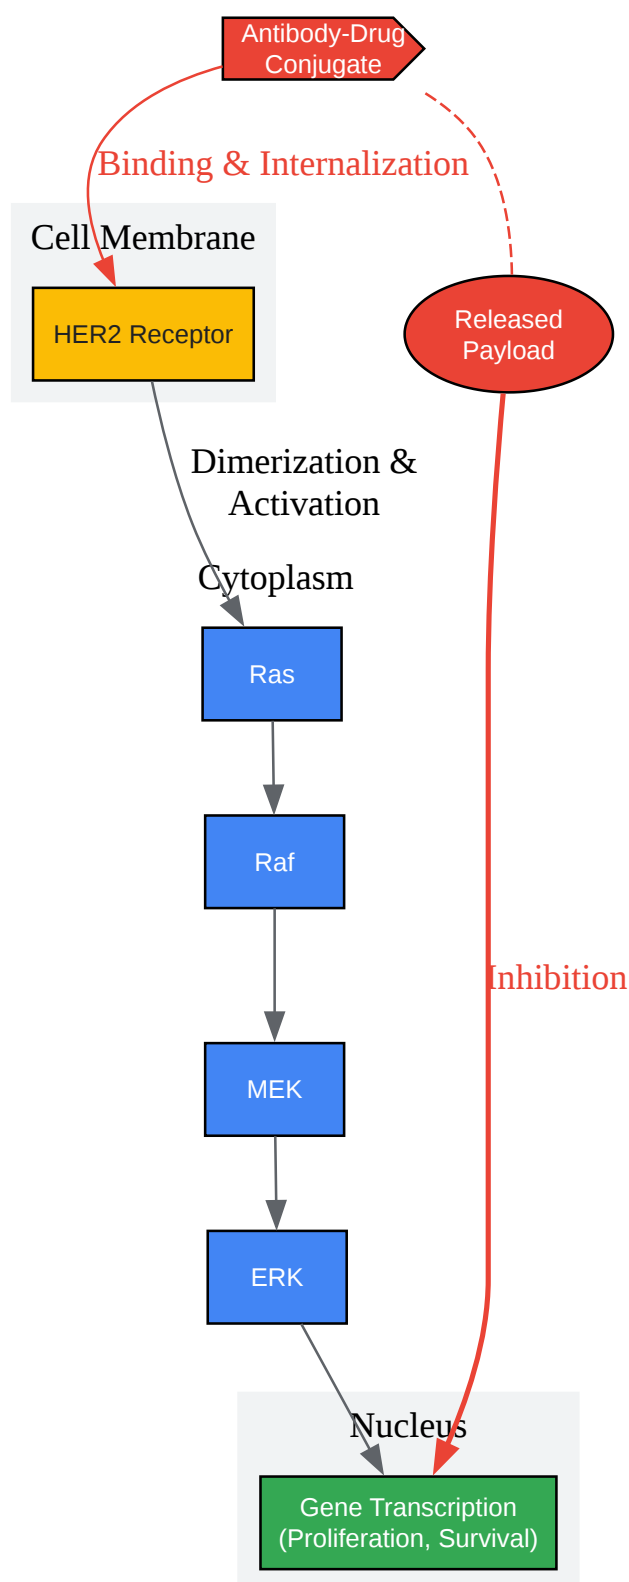 Antibody-Drug
Conjugate
Binding & Internalization
Cell Membrane
HER2 Receptor
Released
Payload
Dimerization &
Activation
Cytoplasm
Ras
Raf
Inhibition
MEK
ERK
Nucleus
Gene Transcription
(Proliferation, Survival)